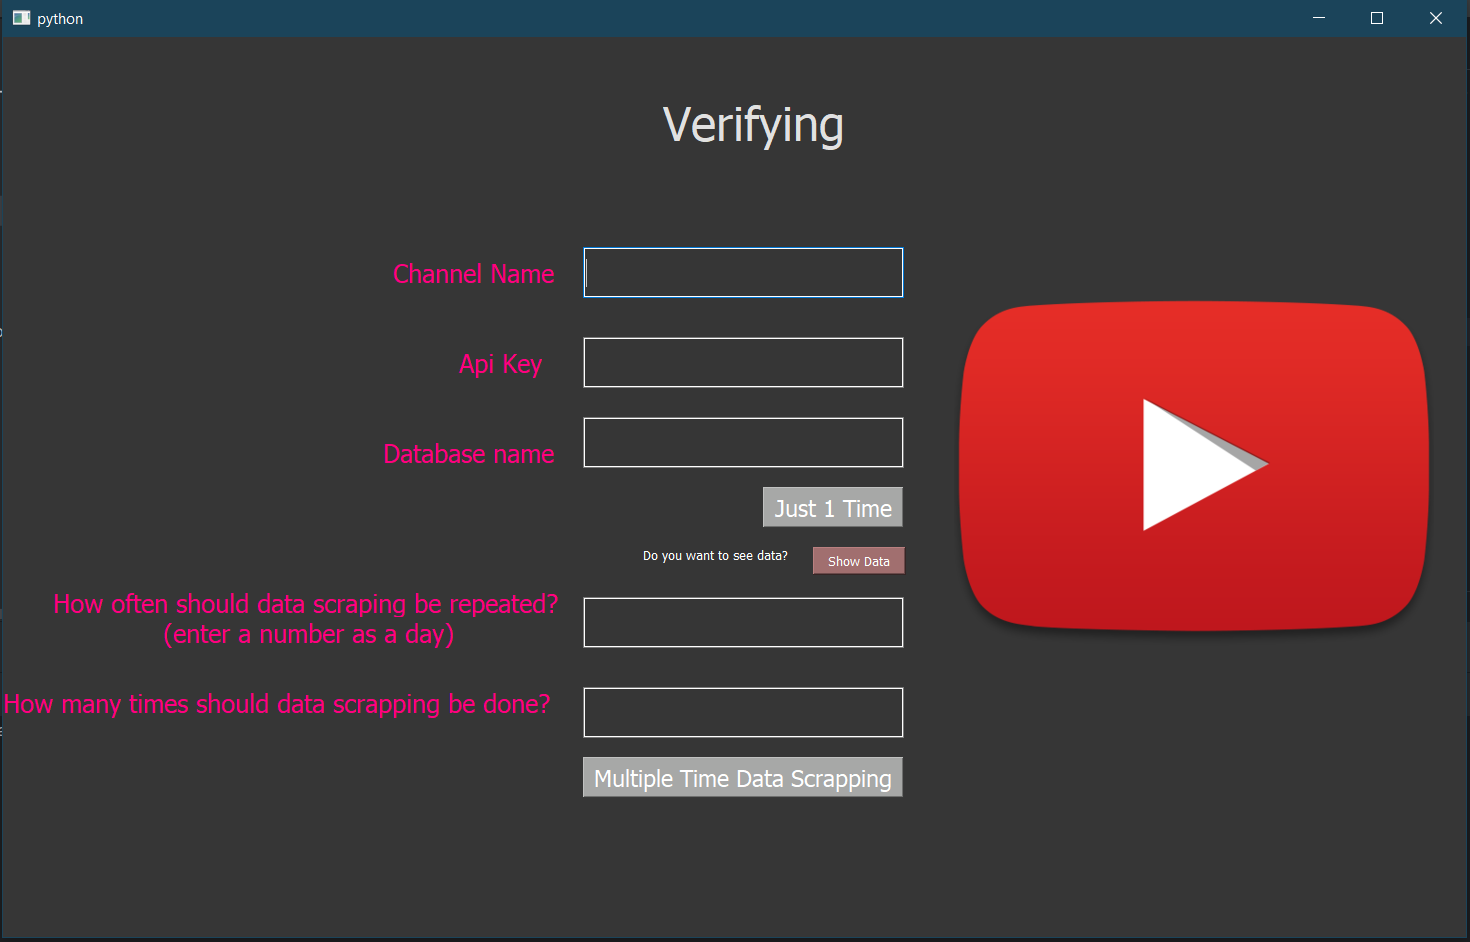 python
Verifying
Channel Name
Api Key
Database name
Just 1 Time
Do you want to see data?
Show Data
How often should data scraping be repeated?
(enter a number as a day)
How many times should data scrapping be done?
Multiple Time Data Scrapping